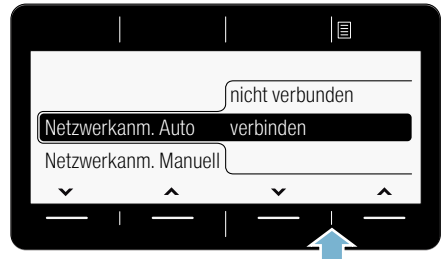 nicht verbunden
Netzwerkanm. Auto verbinden
Netzwerkanm. Manuell